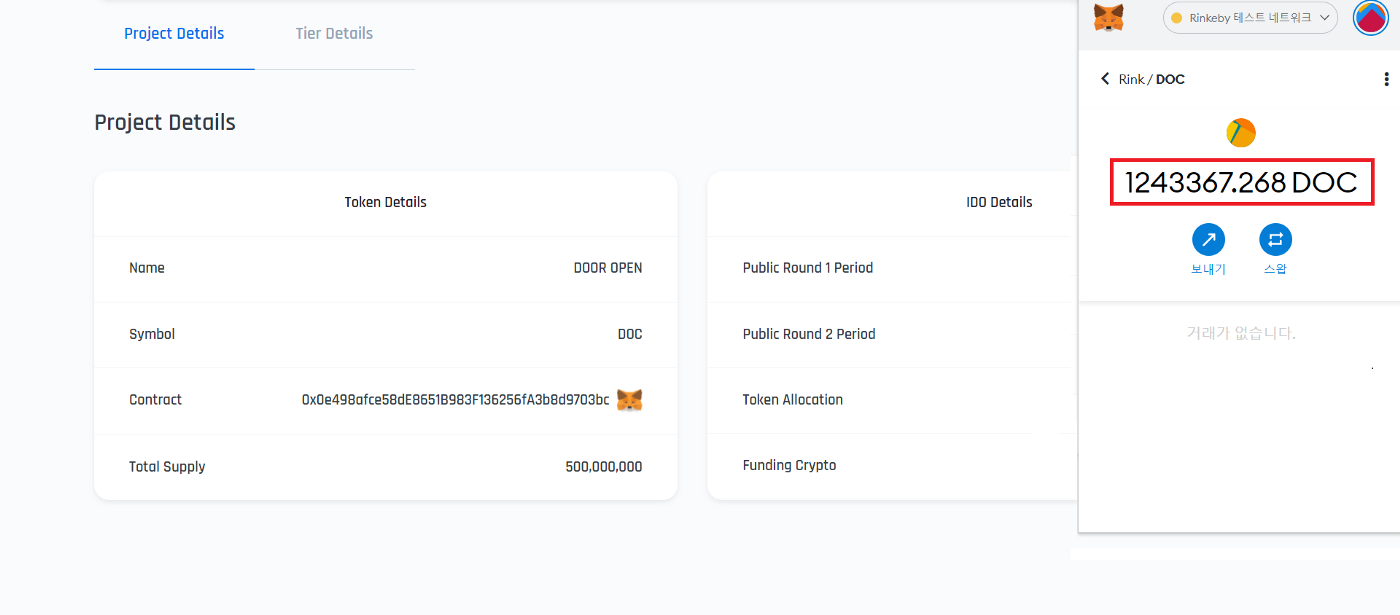 Project Details
Tier Details
Project Details
Token Details
Name DOOR OPEN
Symbol DOC
Contract 0x0e498afce58dE8651B983F136256fA3b8d9703bc
Total Supply 500,000,000
IDO Details
Public Round 1 Period
Public Round 2 Period
Token Allocation
Funding Crypto
Rinkeby 테스트 네트워크
Rink / DOC
1243367.268 DOC
보내기
스왑
거래가 없습니다.